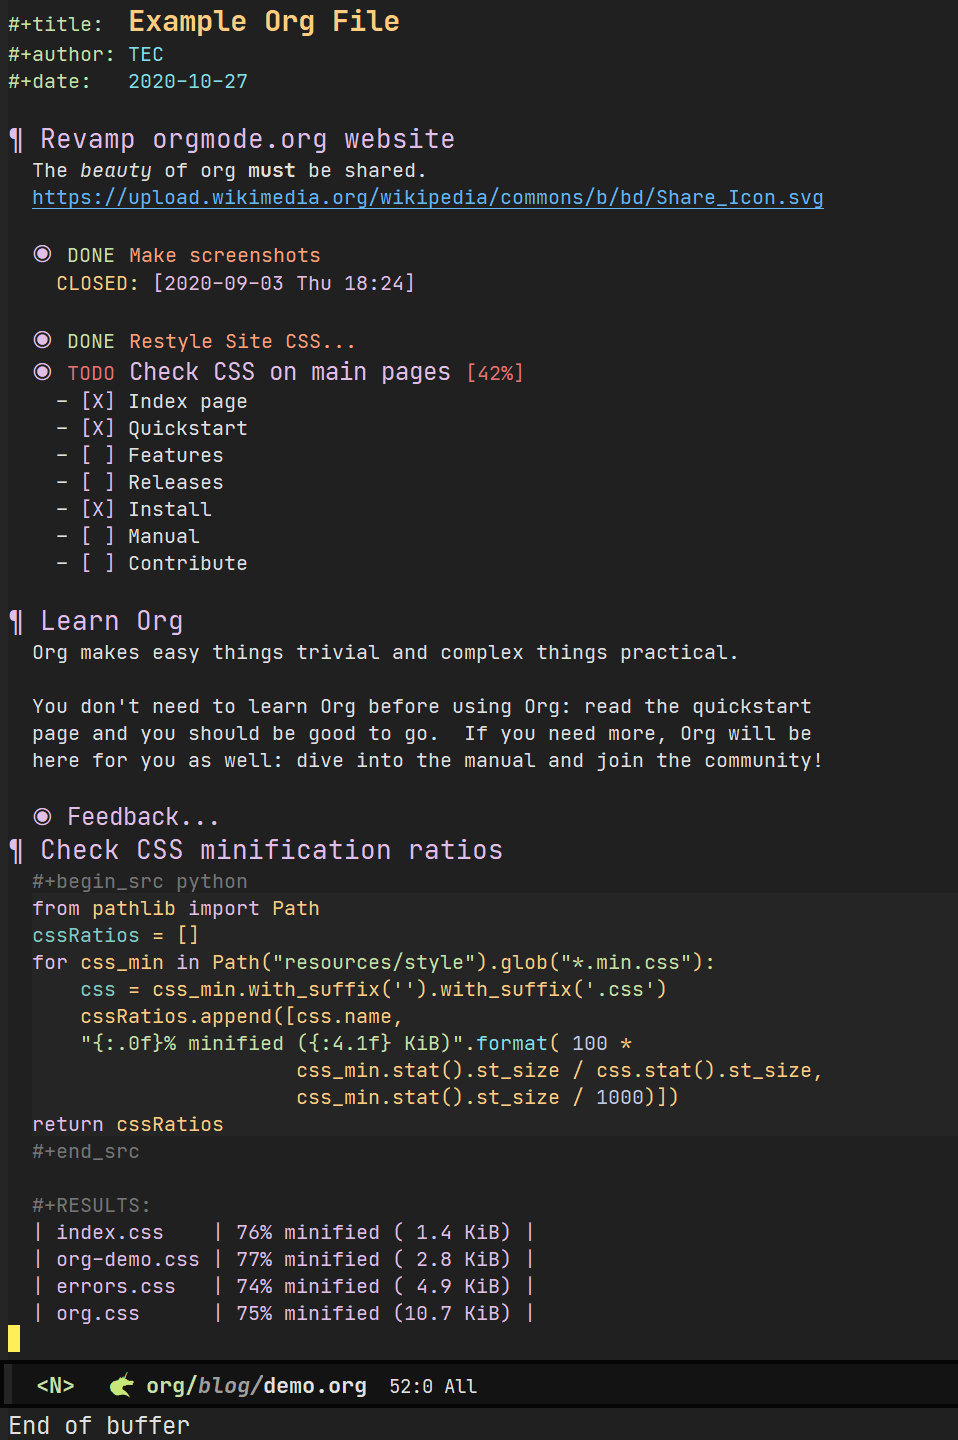 #+title:  Example Org File
#+author: TEC
#+date:   2020-10-27
¶ Revamp orgmode.org website
The beauty of org must be shared.
https://upload.wikimedia.org/wikipedia/commons/b/bd/Share_Icon.svg
◉ DONE Make screenshots
CLOSED: [2020-09-03 Thu 18:24]
◉ DONE Restyle Site CSS...
◉ TODO Check CSS on main pages [42%]
- [X] Index page
- [X] Quickstart
- [ ] Features
- [ ] Releases
- [X] Install
- [ ] Manual
- [ ] Contribute
¶ Learn Org
Org makes easy things trivial and complex things practical.
You don't need to learn Org before using Org: read the quickstart
page and you should be good to go.  If you need more, Org will be
here for you as well: dive into the manual and join the community!
◉ Feedback...
¶ Check CSS minification ratios
#+begin_src python
from pathlib import Path
cssRatios = []
for css_min in Path("resources/style").glob("*.min.css"):
    css = css_min.with_suffix('').with_suffix('.css')
    cssRatios.append([css.name,
    "{:.0f}% minified ({:4.1f} KiB)".format( 100 *
                      css_min.stat().st_size / css.stat().st_size,
                      css_min.stat().st_size / 1000)])
return cssRatios
#+end_src
#+RESULTS:
| index.css    | 76% minified ( 1.4 KiB) |
| org-demo.css | 77% minified ( 2.8 KiB) |
| errors.css   | 74% minified ( 4.9 KiB) |
| org.css      | 75% minified (10.7 KiB) |
<N> org/blog/demo.org 52:0 All
End of buffer